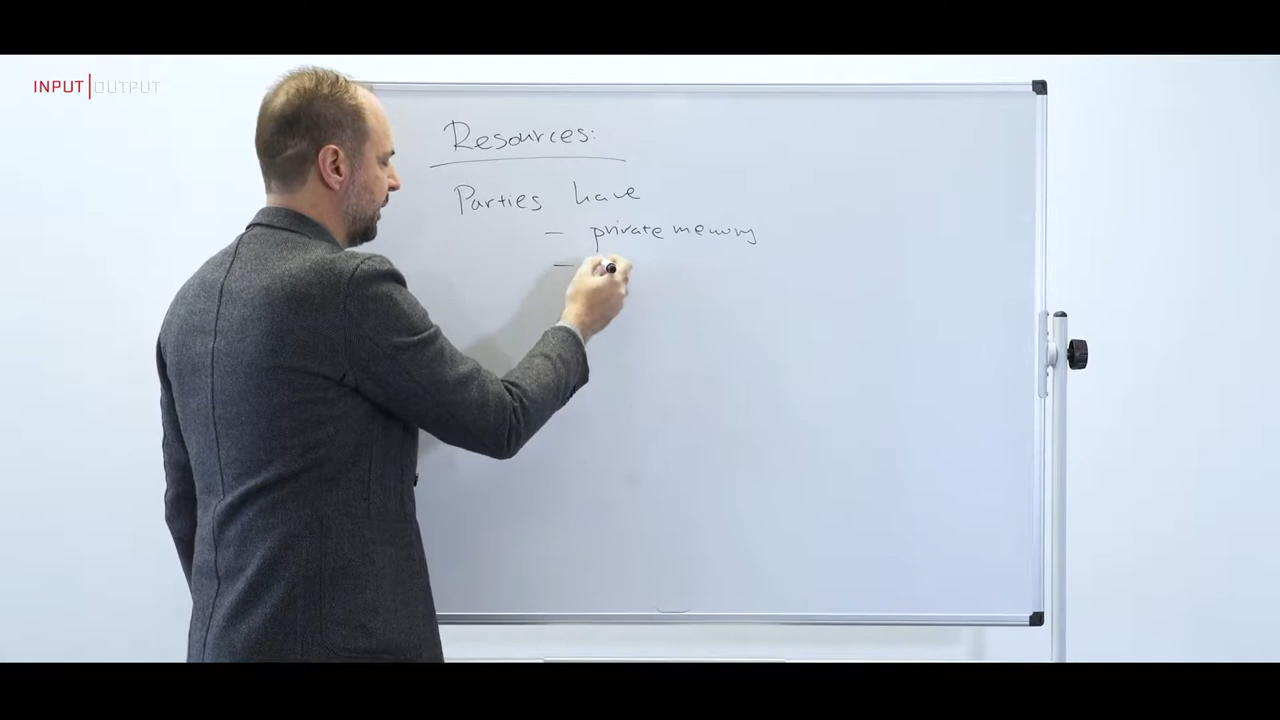 INPUT|OUTPUT
Resources:
Parties have
- private memory
-